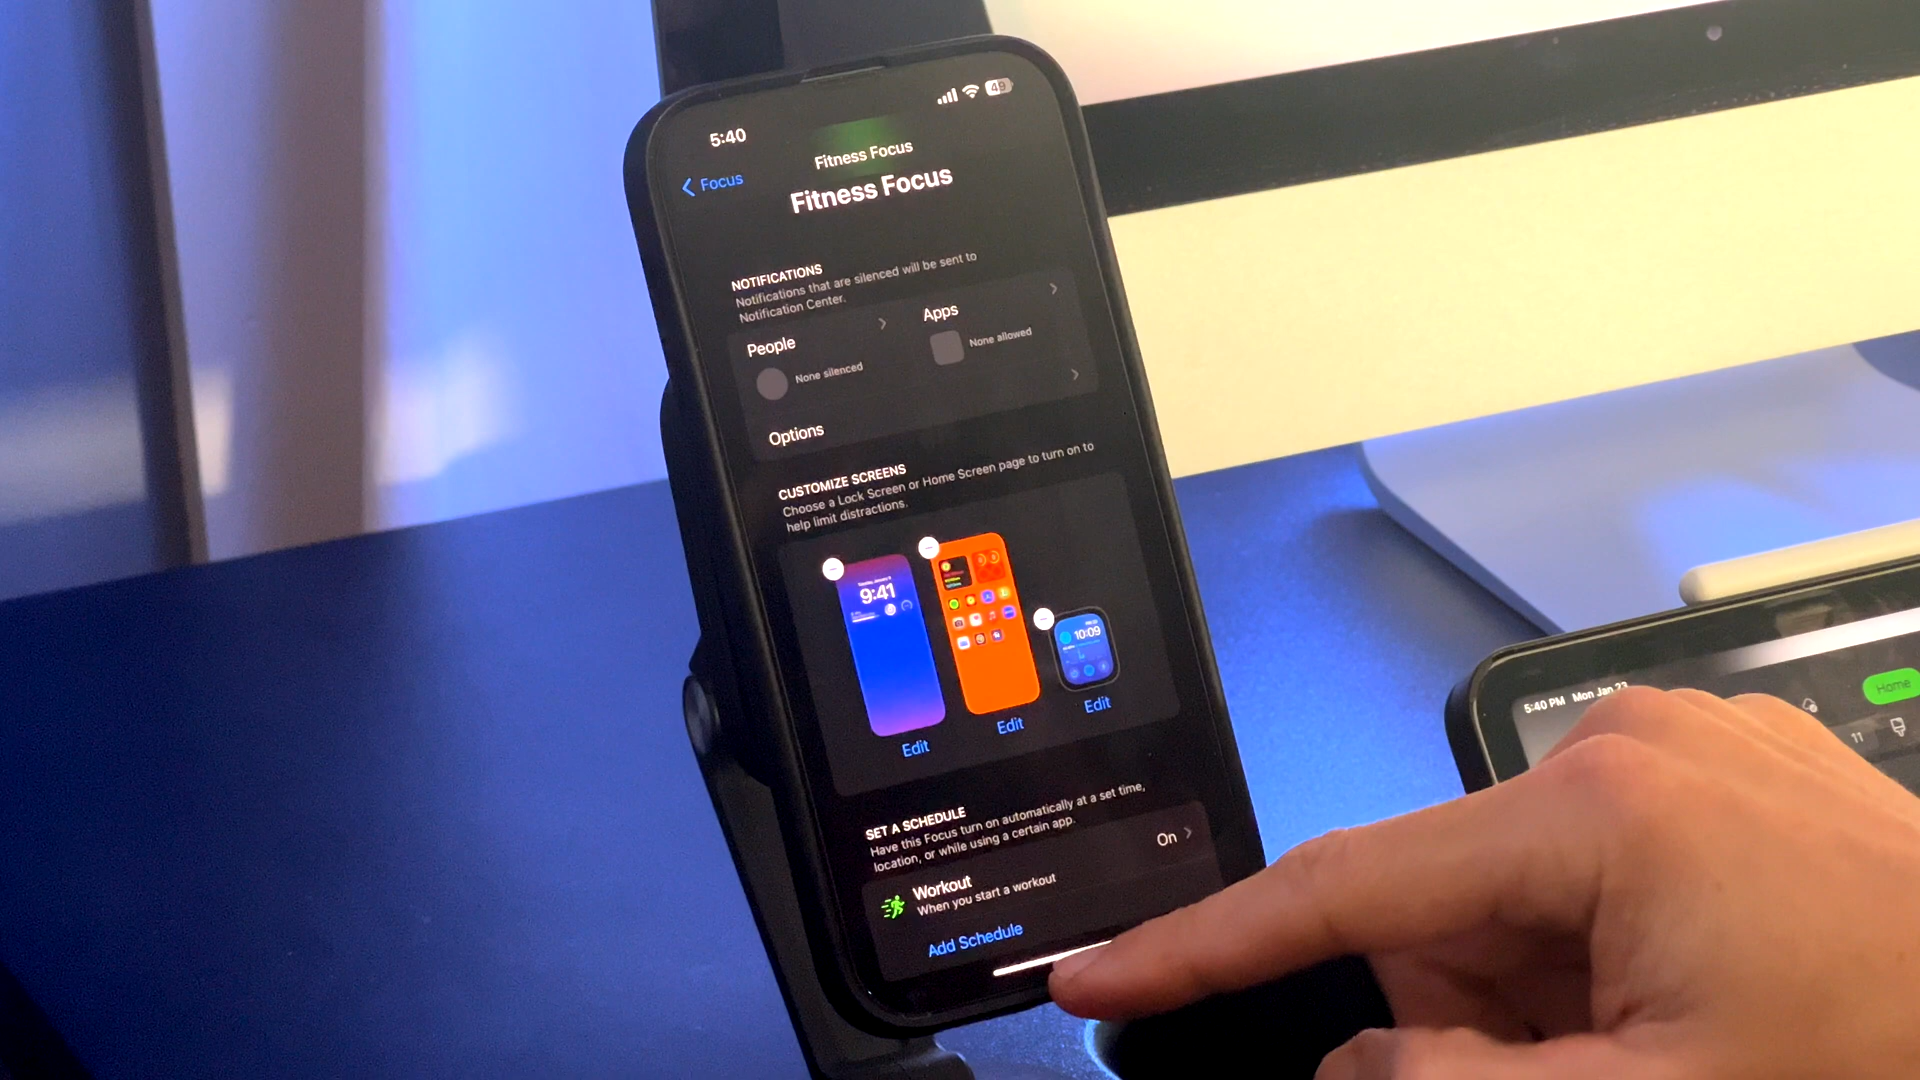 5:40
49
Focus
Fitness Focus
Fitness Focus
NOTIFICATIONS
Notifications that are silenced will be sent to
Notification Center.
People
None silenced
Apps
None allowed
Options
CUSTOMIZE SCREENS
Choose a Lock Screen or Home Screen page to turn on to
help limit distractions.
9:41
10:09
Edit
Edit
Edit
SET A SCHEDULE
Have this Focus turn on automatically at a set time,
location, or while using a certain app.
Workout
When you start a workout
On
Add Schedule
5:40 PM Mon Jan 23
Home
11